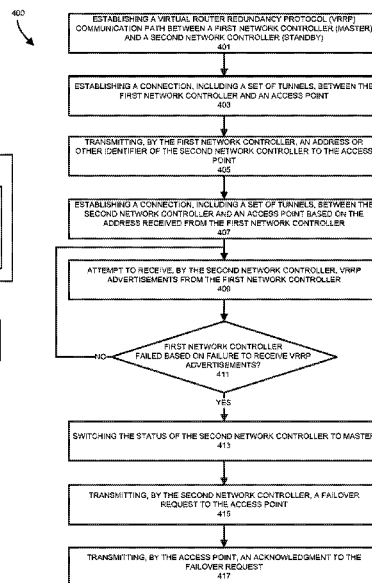 400
ESTABLISHING A VIRTUAL ROUTER REDUNDANCY PROTOCOL (VRRP)
COMMUNICATION PATH BETWEEN A FIRST NETWORK CONTROLLER (MASTER)
AND A SECOND NETWORK CONTROLLER (STANDBY)
401
ESTABLISHING A CONNECTION, INCLUDING A SET OF TUNNELS, BETWEEN THE
FIRST NETWORK CONTROLLER AND AN ACCESS POINT
403
TRANSMITTING, BY THE FIRST NETWORK CONTROLLER, AN ADDRESS OR
OTHER IDENTIFIER OF THE SECOND NETWORK CONTROLLER TO THE ACCESS
POINT
405
ESTABLISHING A CONNECTION, INCLUDING A SET OF TUNNELS, BETWEEN THE
SECOND NETWORK CONTROLLER AND AN ACCESS POINT BASED ON THE
ADDRESS RECEIVED FROM THE FIRST NETWORK CONTROLLER
407
ATTEMPT TO RECEIVE, BY THE SECOND NETWORK CONTROLLER, VRRP
ADVERTISEMENTS FROM THE FIRST NETWORK CONTROLLER
409
FIRST NETWORK CONTROLLER
FAILED BASED ON FAILURE TO RECEIVE VRRP
ADVERTISEMENTS?
411
NO
YES
SWITCHING THE STATUS OF THE SECOND NETWORK CONTROLLER TO MASTER
413
TRANSMITTING, BY THE SECOND NETWORK CONTROLLER, A FAILOVER
REQUEST TO THE ACCESS POINT
415
TRANSMITTING, BY THE ACCESS POINT, AN ACKNOWLEDGMENT TO THE
FAILOVER REQUEST
417